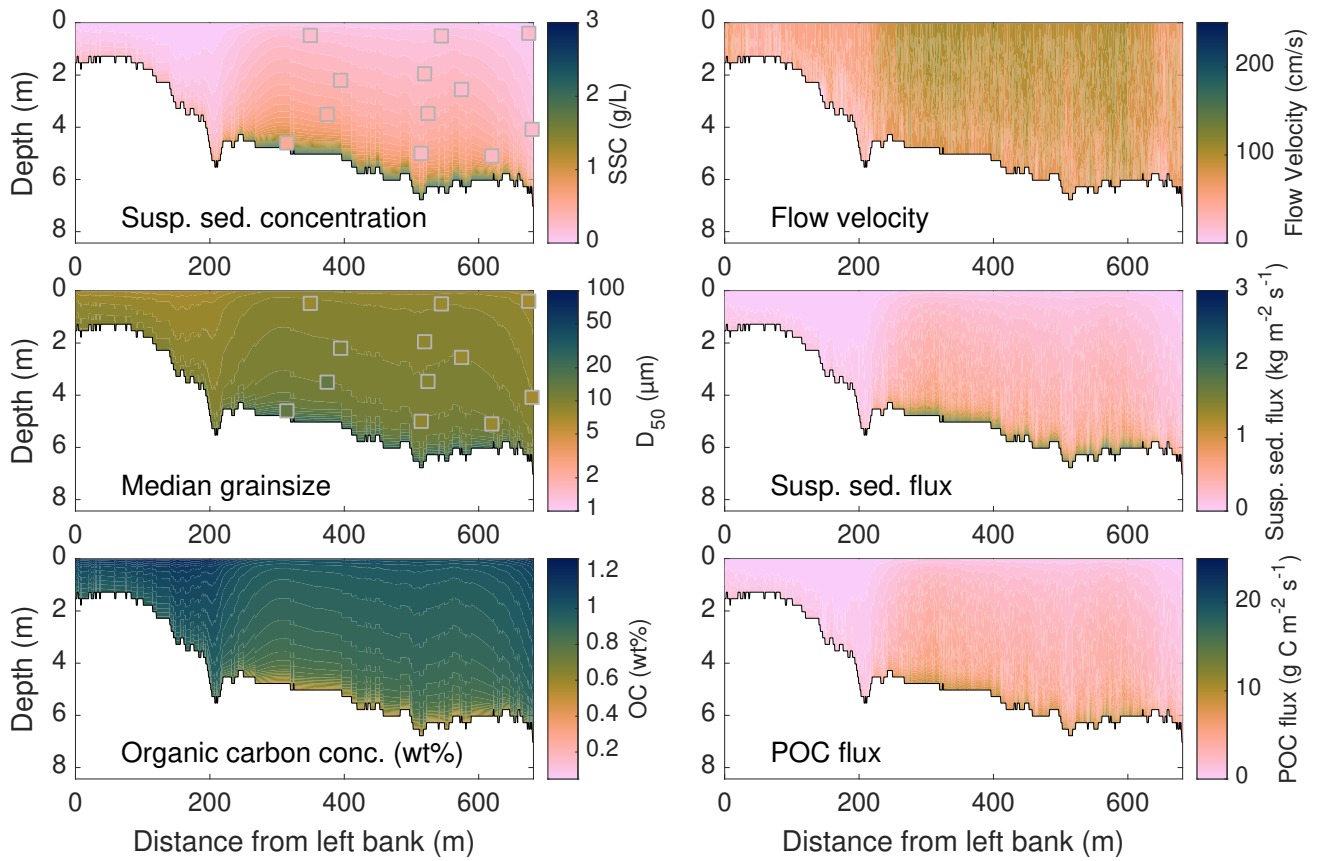 0
2
4
6
8
Depth (m)
0 200 400 600
Susp. sed. concentration
3
2
1
0
SSC (g/L)
0
2
4
6
8
0 200 400 600
Flow velocity
200
100
0
Flow Velocity (cm/s)
0
2
4
6
8
Depth (m)
0 200 400 600
Median grainsize
100
50
20
10
5
2
1
D50 (μm)
0
2
4
6
8
0 200 400 600
Susp. sed. flux
3
2
1
0
Susp. sed. flux (kg m-2 s-1)
0
2
4
6
8
Depth (m)
0 200 400 600
Distance from left bank (m)
Organic carbon conc. (wt%)
1.2
1
0.8
0.6
0.4
0.2
OC (wt%)
0
2
4
6
8
0 200 400 600
Distance from left bank (m)
POC flux
20
10
0
POC flux (g C m-2 s-1)